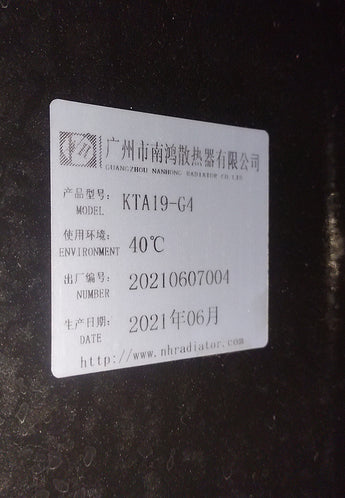 广州市南鸿散热器有限公司
GUANGZHOU NANHONG RADIATOR CO LTD
产品型号: KTA19-G4
MODEL
使用环境: 40℃
ENVIRONMENT
出厂编号: 20210607004
NUMBER
生产日期: 2021年06月
DATE
http://www.nhradiator.com